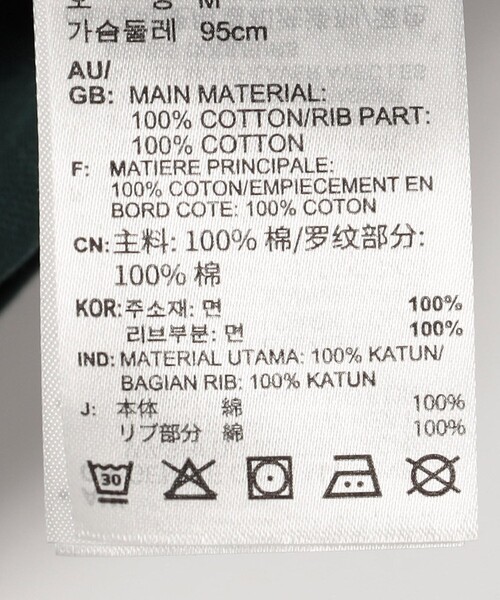 M
가슴둘레 95cm
AU/
GB: MAIN MATERIAL:
100% COTTON/RIB PART:
100% COTTON
F: MATIERE PRINCIPALE:
100% COTON/EMPIECEMENT EN
BORD COTE: 100% COTON
CN: 主料: 100% 棉/罗纹部分:
100% 棉
KOR: 주소재: 면 100%
리브부분: 면 100%
IND: MATERIAL UTAMA: 100% KATUN/
BAGIAN RIB: 100% KATUN
J: 本体 綿 100%
リブ部分 綿 100%
30